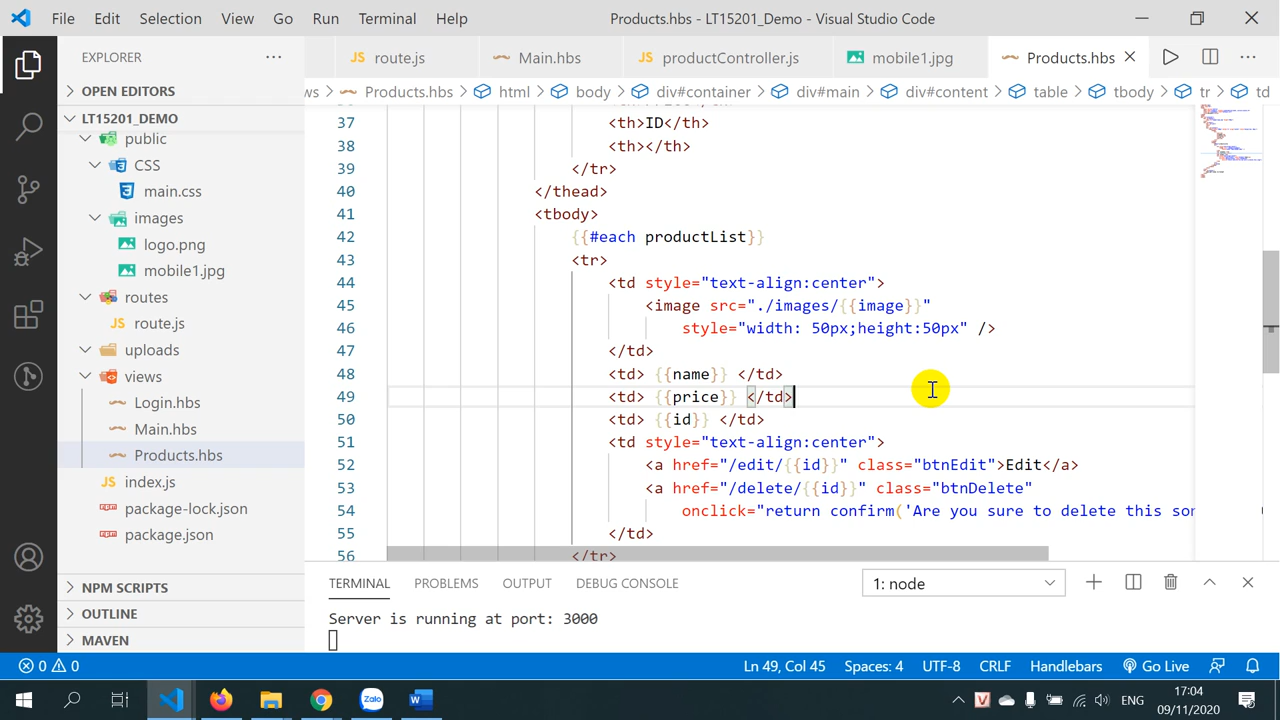 File Edit Selection View Go Run Terminal Help Products.hbs - LT15201_Demo - Visual Studio Code
EXPLORER
OPEN EDITORS
LT15201_DEMO
public
CSS
main.css
images
logo.png
mobile1.jpg
routes
route.js
uploads
views
Login.hbs
Main.hbs
Products.hbs
index.js
package-lock.json
package.json
NPM SCRIPTS
OUTLINE
MAVEN
JS route.js Main.hbs JS productController.js mobile1.jpg Products.hbs
ws > Products.hbs > html > body > div#container > div#main > div#content > table > tbody > tr > td
37 <th>ID</th>
38 <th></th>
39 </tr>
40 </thead>
41 <tbody>
42 {{#each productList}}
43 <tr>
44 <td style="text-align:center">
45 <image src="./images/{{image}}"
46 style="width: 50px;height:50px" />
47 </td>
48 <td> {{name}} </td>
49 <td> {{price}} </td>
50 <td> {{id}} </td>
51 <td style="text-align:center">
52 <a href="/edit/{{id}}" class="btnEdit">Edit</a>
53 <a href="/delete/{{id}}" class="btnDelete"
54 onclick="return confirm('Are you sure to delete this son
55 </td>
56 </tr>
TERMINAL PROBLEMS OUTPUT DEBUG CONSOLE 1: node
Server is running at port: 3000
0 0 Ln 49, Col 45 Spaces: 4 UTF-8 CRLF Handlebars Go Live
Zalo W V ENG 17:04
09/11/2020